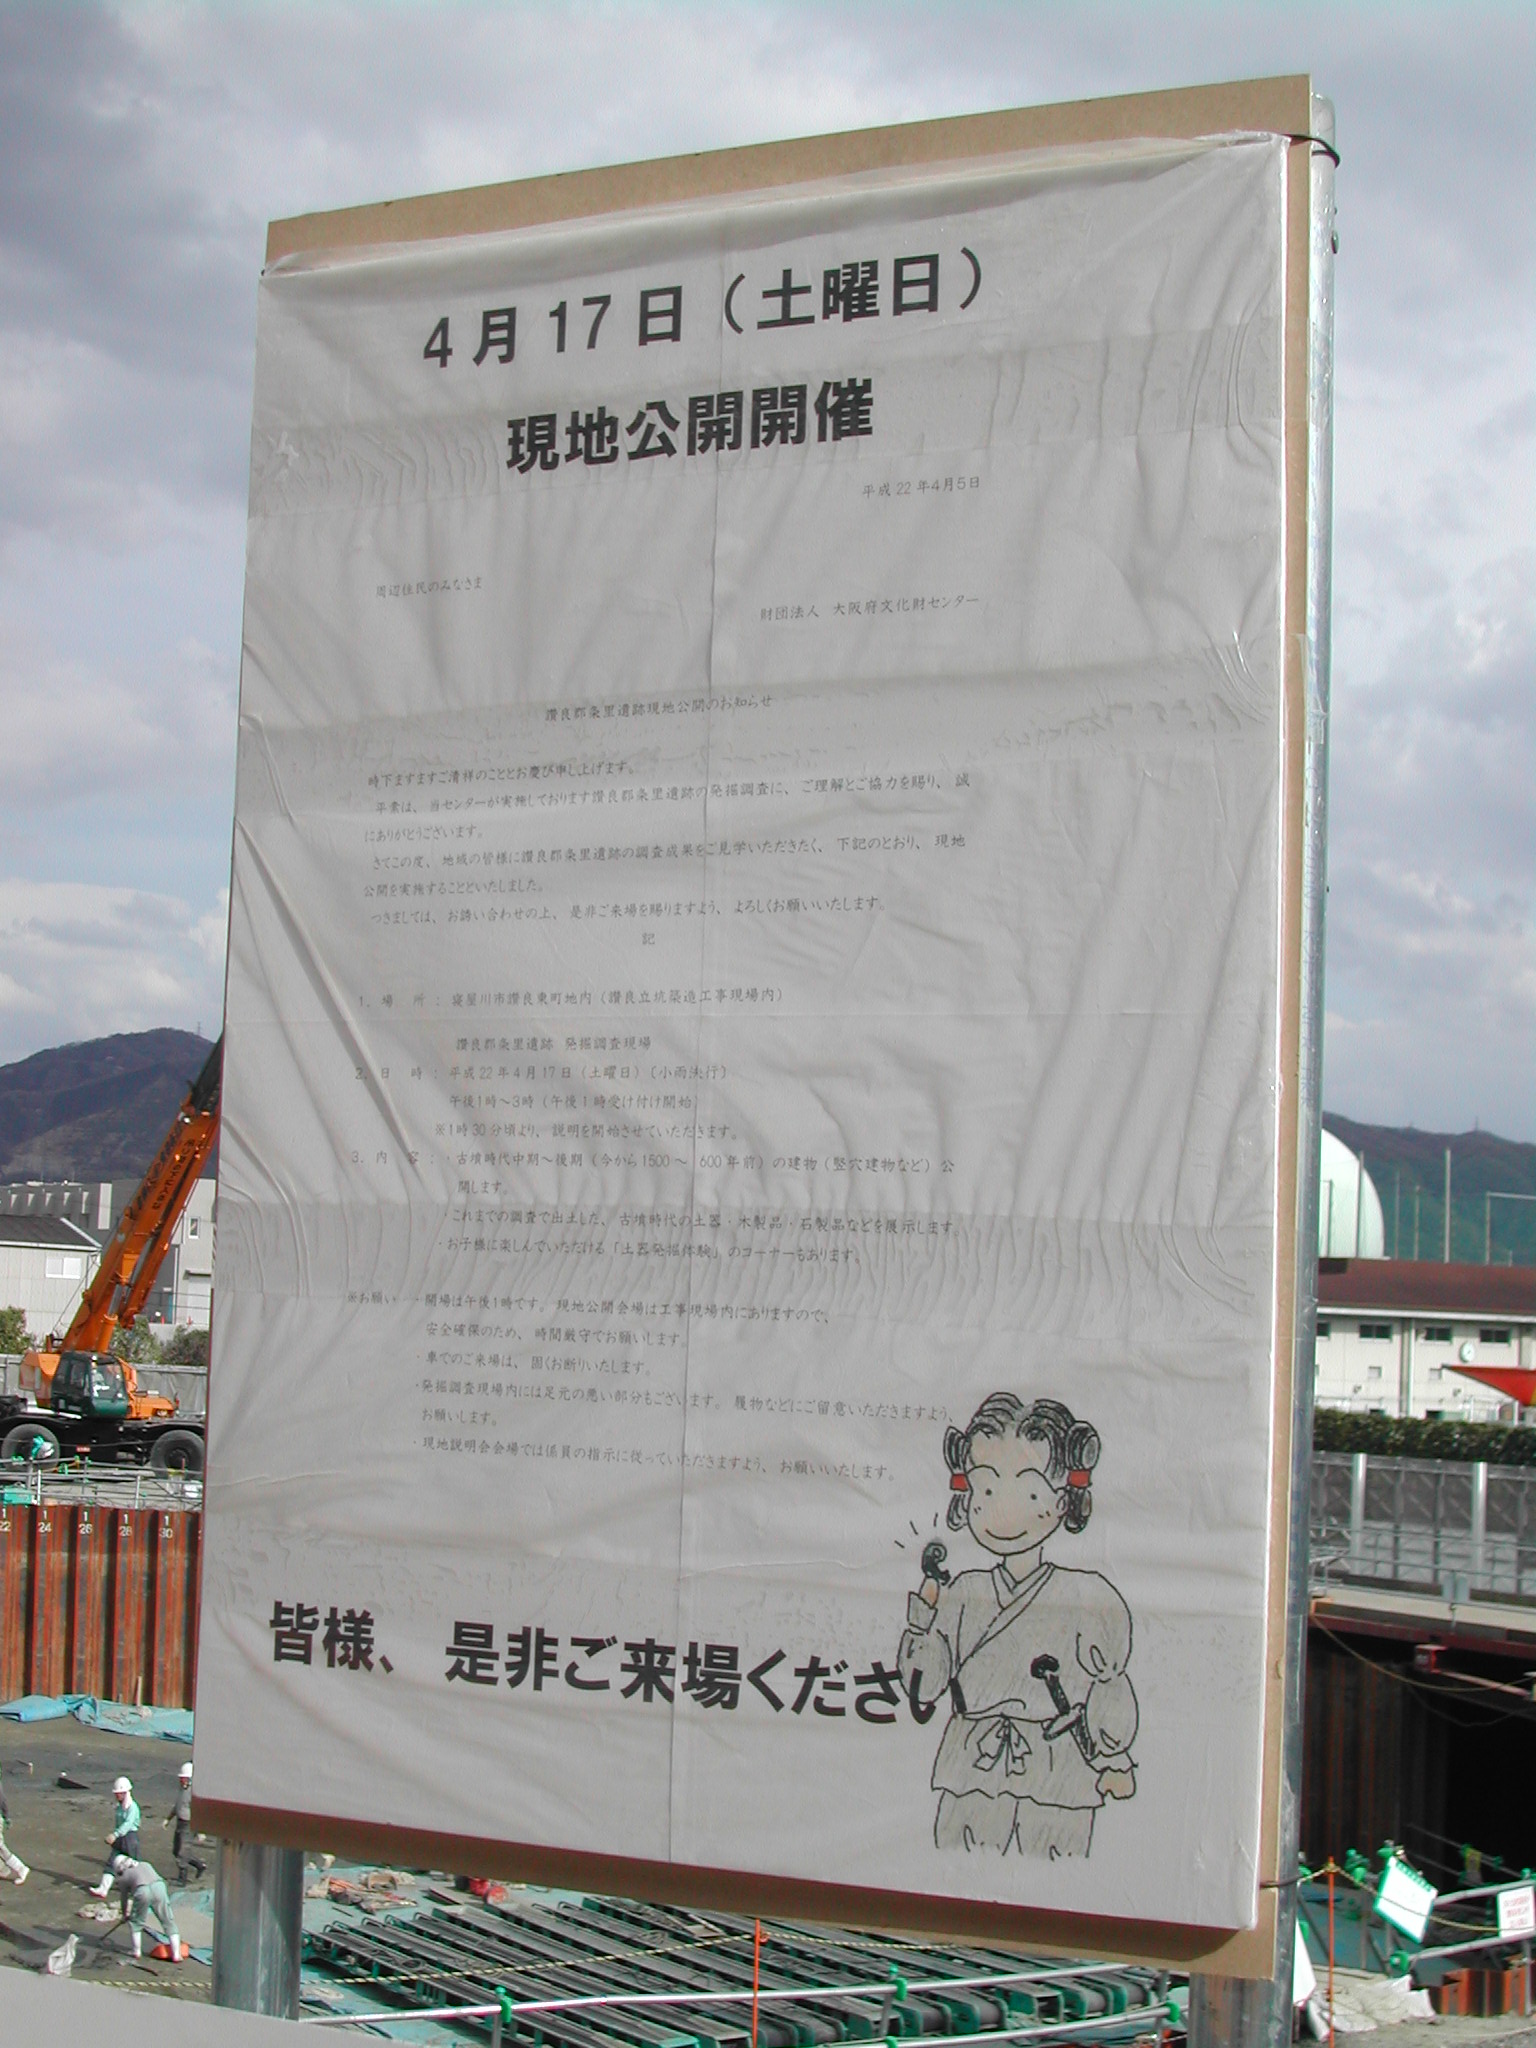 4月17日（土曜日）
現地公開開催
平成22年4月5日
周辺住民のみなさま
財団法人 大阪府文化財センター
讃良郡条里遺跡現地公開のお知らせ
時下ますますご清祥のこととお慶び申し上げます。
年来は、当センターが実施しております讃良郡条里遺跡の発掘調査に、ご理解とご協力を賜り、誠
にありがとうございます。
さてこの度、地域の皆様に讃良郡条里遺跡の調査成果をご見学いただきたく、下記のとおり、現地
公開を実施することといたしました。
つきましては、お誘い合わせの上、是非ご来場を賜りますよう、よろしくお願いいたします。
記
1. 場 所：寝屋川市讃良東町地内（讃良立坑築造工事現場内）
讃良郡条里遺跡 発掘調査現場
2. 日 時：平成22年4月17日（土曜日）〔小雨決行〕
午後1時～3時（午後1時受け付け開始）
※1時30分頃より、説明を開始させていただきます。
3. 内 容：・古墳時代中期～後期（今から1500～1600年前）の建物（竪穴建物など）公
開します。
・これまでの調査で出土した、古墳時代の土器・木製品・石製品などを展示します。
・お子様に楽しんでいただける「土器発掘体験」のコーナーもあります。
※お願い ・開場は午後1時です。現地公開会場は工事現場内にありますので、
安全確保のため、時間厳守でお願いします。
・車でのご来場は、固くお断りいたします。
・発掘調査現場内には足元の悪い部分もございます。履物などにご留意いただきますよう、
お願いします。
・現地説明会会場では係員の指示に従っていただきますよう、お願いいたします。
皆様、是非ご来場ください
1 22
1 24
1 26
1 28
1 30